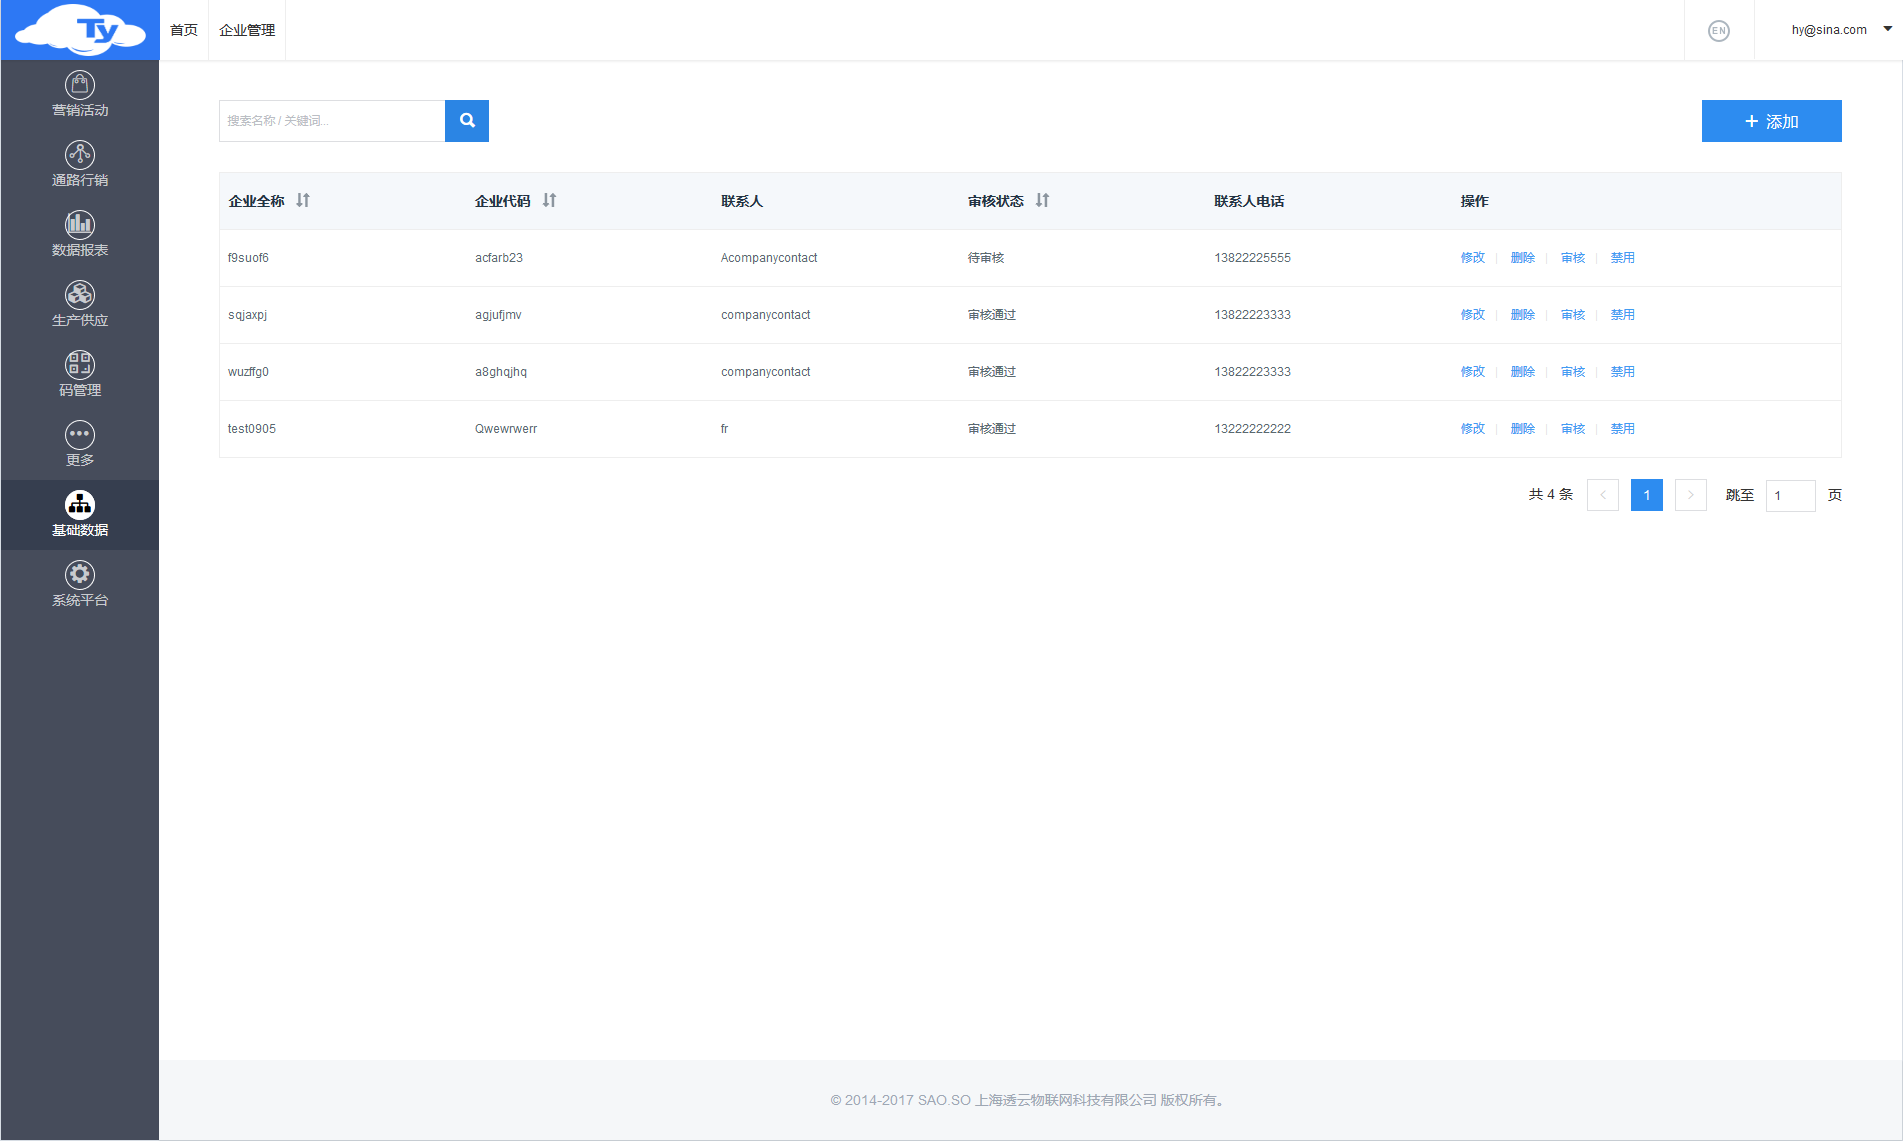 Ty 首页 企业管理 EN hy@sina.com
营销活动
通路行销
数据报表
生产供应
码管理
更多
基础数据
系统平台
搜索名称 / 关键词... + 添加
企业全称 企业代码 联系人 审核状态 联系人电话 操作
f9suof6 acfarb23 Acompanycontact 待审核 13822225555 修改 删除 审核 禁用
sqjaxpj agjufjmv companycontact 审核通过 13822223333 修改 删除 审核 禁用
wuzffg0 a8ghqjhq companycontact 审核通过 13822223333 修改 删除 审核 禁用
test0905 Qwewrwerr fr 审核通过 13222222222 修改 删除 审核 禁用
共 4 条 < 1 > 跳至 1 页
© 2014-2017 SAO.SO 上海透云物联网科技有限公司 版权所有。